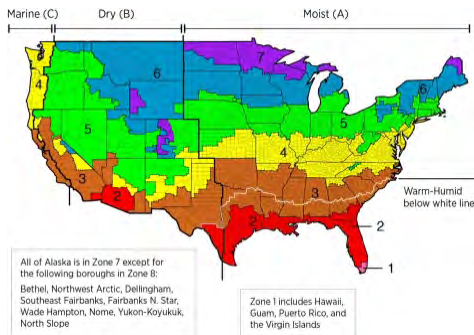 Marine (C) Dry (B) Moist (A)
7
6
6
4
5
5
4
3
3
2
2
Warm-Humid
below white line
2
1
All of Alaska is in Zone 7 except for
the following boroughs in Zone 8:
Bethel, Northwest Arctic, Dellingham,
Southeast Fairbanks, Fairbanks N. Star,
Wade Hampton, Nome, Yukon-Koyukuk,
North Slope
Zone 1 includes Hawaii,
Guam, Puerto Rico, and
the Virgin Islands